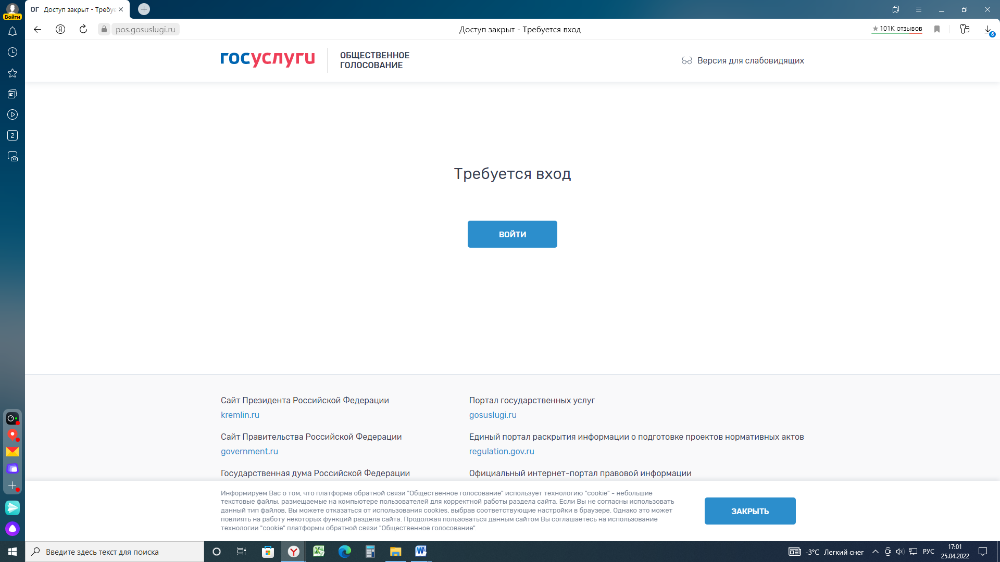 Войти
ОГ Доступ закрыт - Требуе
pos.gosuslugi.ru
Доступ закрыт - Требуется вход
101K отзывов
6
2
госуслуги
ОБЩЕСТВЕННОЕ
ГОЛОСОВАНИЕ
Версия для слабовидящих
Требуется вход
ВОЙТИ
Сайт Президента Российской Федерации
kremlin.ru
Портал государственных услуг
gosuslugi.ru
Сайт Правительства Российской Федерации
government.ru
Единый портал раскрытия информации о подготовке проектов нормативных актов
regulation.gov.ru
Государственная дума Российской Федерации
Официальный интернет-портал правовой информации
Информируем Вас о том, что платформа обратной связи "Общественное голосование" использует технологию "cookie" - небольшие
текстовые файлы, размещаемые на компьютере пользователей для корректной работы раздела сайта. Если Вы не согласны использовать
данный тип файлов, Вы можете отказаться от использования cookies, выбрав соответствующие настройки в браузере. Однако это может
повлиять на работу некоторых функций раздела сайта. Продолжая пользоваться данным сайтом Вы соглашаетесь на использование
технологии "cookie" платформы обратной связи "Общественное голосование".
ЗАКРЫТЬ
Введите здесь текст для поиска
-3°C Легкий снег
РУС
17:01
25.04.2022